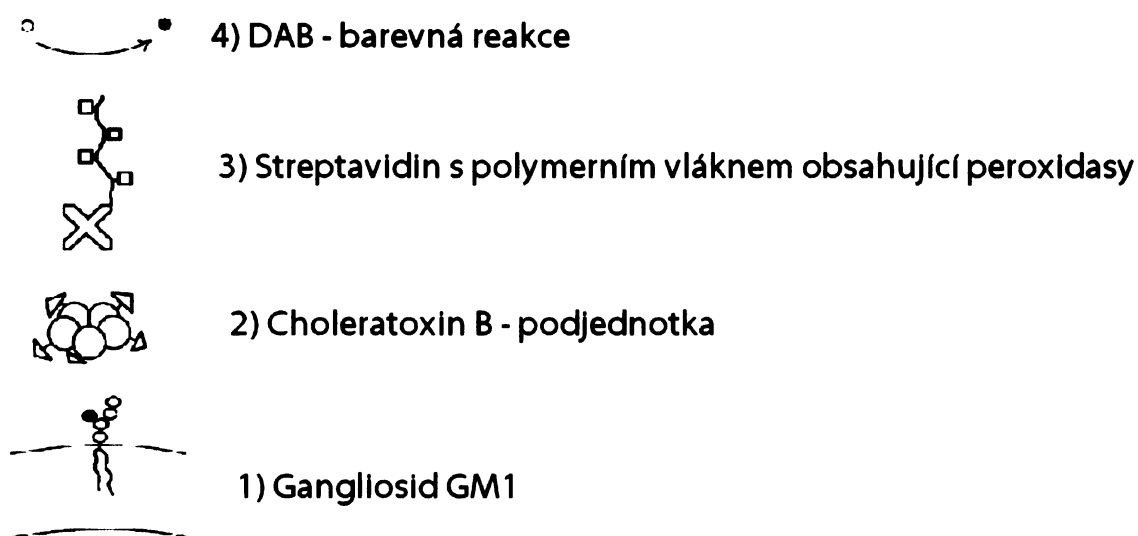 4) DAB - barevná reakce
3) Streptavidin s polymerním vláknem obsahující peroxidasy
2) Choleratoxin B - podjednotka
1) Gangliosid GM1